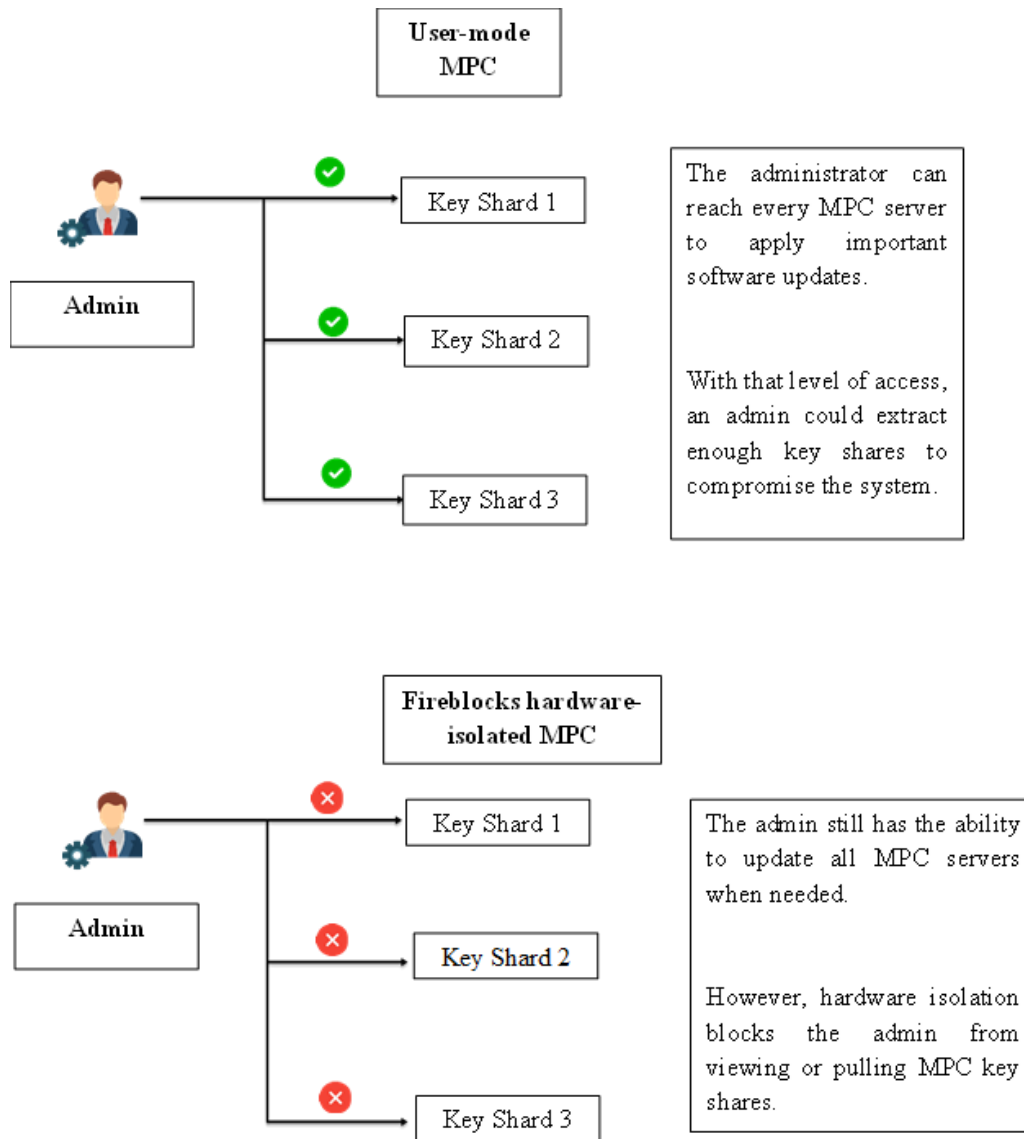 User-mode
MPC
Admin
Key Shard 1
Key Shard 2
Key Shard 3
The administrator can
reach every MPC server
to apply important
software updates.
With that level of access,
an admin could extract
enough key shares to
compromise the system.
Fireblocks hardware-
isolated MPC
Admin
Key Shard 1
Key Shard 2
Key Shard 3
The admin still has the ability
to update all MPC servers
when needed.
However, hardware isolation
blocks the admin from
viewing or pulling MPC key
shares.